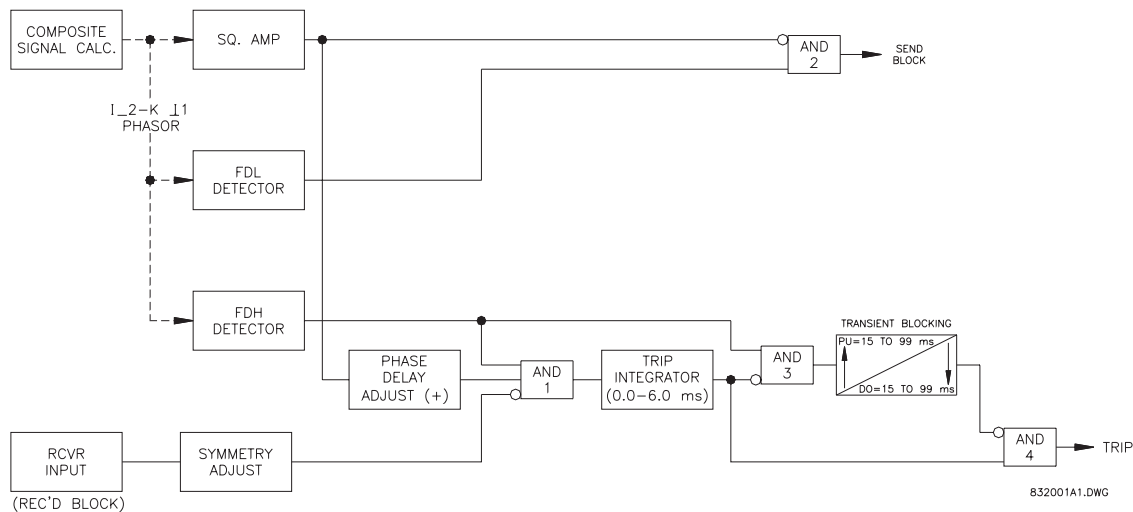 COMPOSITE
SIGNAL CALC.
SQ. AMP
AND
2
SEND
BLOCK
I_2-K I1
PHASOR
FDL
DETECTOR
FDH
DETECTOR
TRANSIENT BLOCKING
PU=15 TO 99 ms
DO=15 TO 99 ms
PHASE
DELAY
ADJUST (+)
AND
1
TRIP
INTEGRATOR
(0.0-6.0 ms)
AND
3
AND
4
TRIP
RCVR
INPUT
(REC'D BLOCK)
SYMMETRY
ADJUST
832001A1.DWG